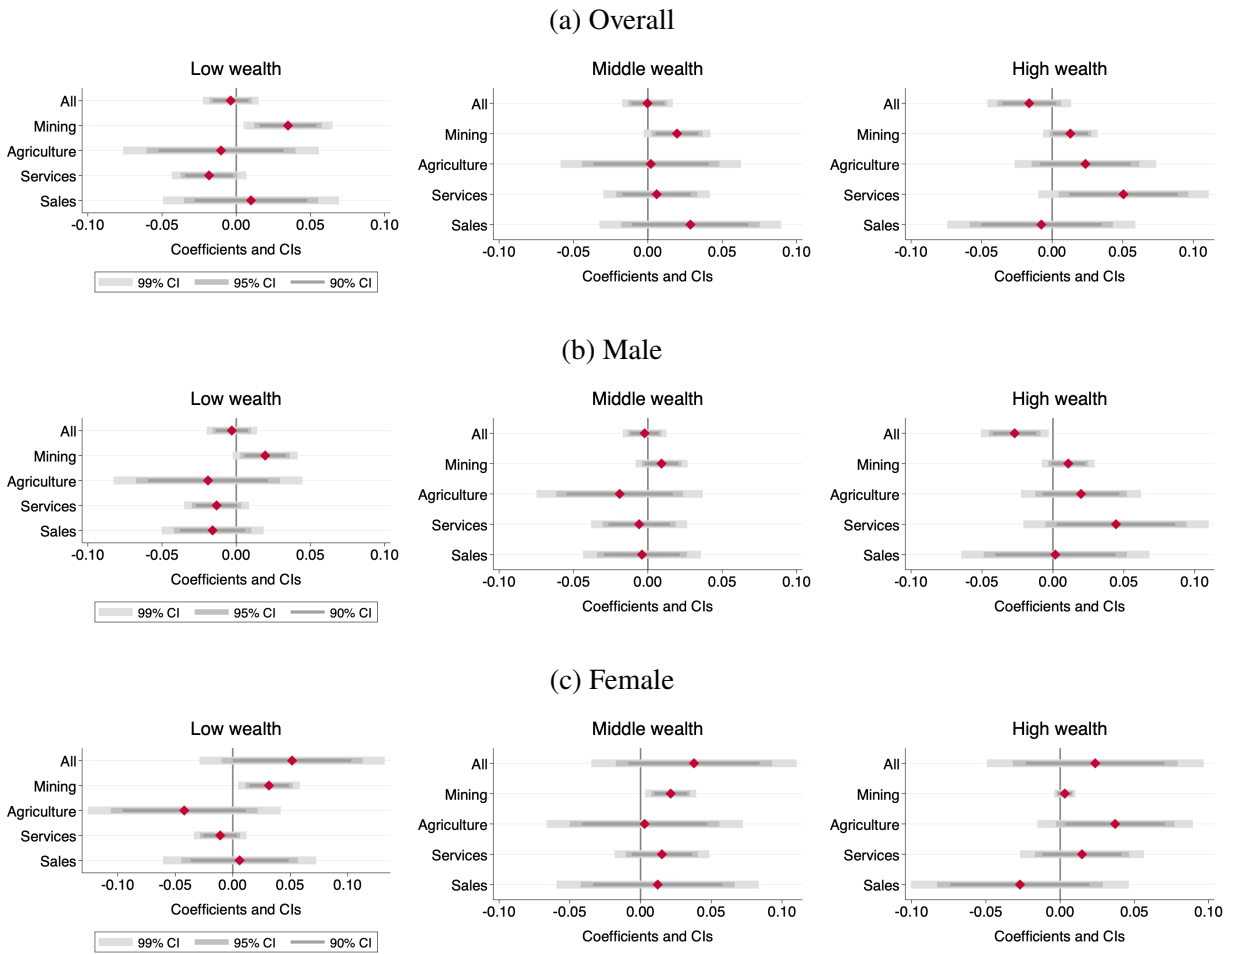 (a) Overall
Low wealth
All
Mining
Agriculture
Services
Sales
-0.10 -0.05 0.00 0.05 0.10
Coefficients and CIs
99% CI 95% CI 90% CI
Middle wealth
All
Mining
Agriculture
Services
Sales
-0.10 -0.05 0.00 0.05 0.10
Coefficients and CIs
High wealth
All
Mining
Agriculture
Services
Sales
-0.10 -0.05 0.00 0.05 0.10
Coefficients and CIs
(b) Male
Low wealth
All
Mining
Agriculture
Services
Sales
-0.10 -0.05 0.00 0.05 0.10
Coefficients and CIs
99% CI 95% CI 90% CI
Middle wealth
All
Mining
Agriculture
Services
Sales
-0.10 -0.05 0.00 0.05 0.10
Coefficients and CIs
High wealth
All
Mining
Agriculture
Services
Sales
-0.10 -0.05 0.00 0.05 0.10
Coefficients and CIs
(c) Female
Low wealth
All
Mining
Agriculture
Services
Sales
-0.10 -0.05 0.00 0.05 0.10
Coefficients and CIs
99% CI 95% CI 90% CI
Middle wealth
All
Mining
Agriculture
Services
Sales
-0.10 -0.05 0.00 0.05 0.10
Coefficients and CIs
High wealth
All
Mining
Agriculture
Services
Sales
-0.10 -0.05 0.00 0.05 0.10
Coefficients and CIs